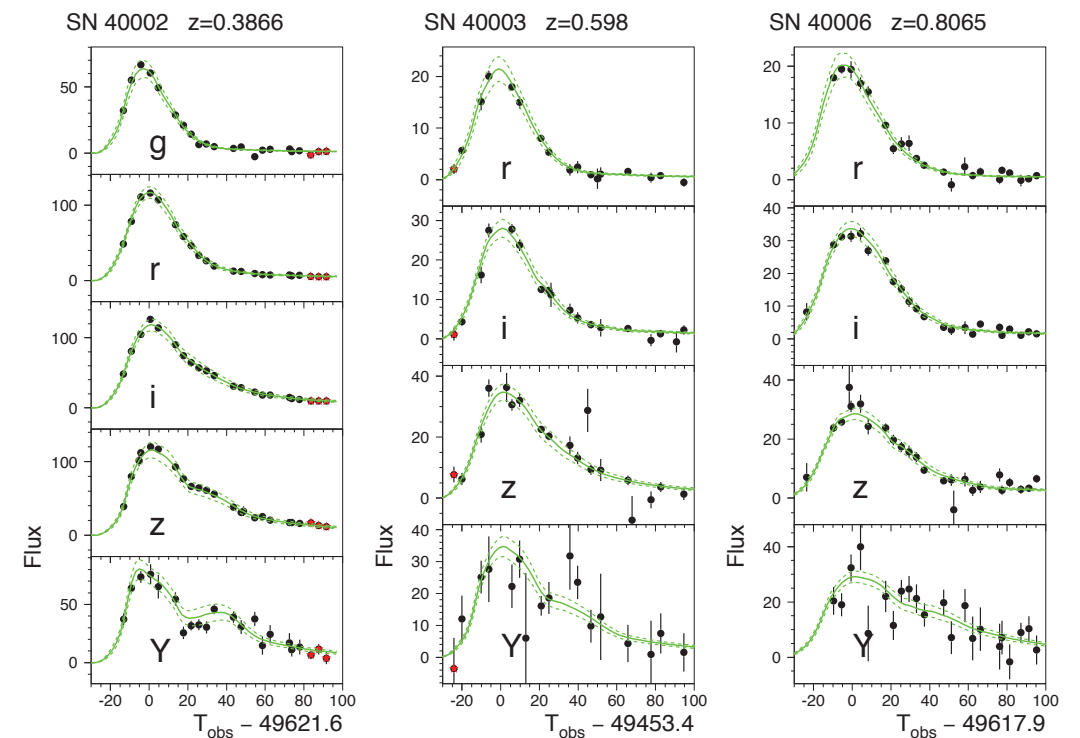 SN 40002 z=0.3866
50
0
g
100
0
r
100
0
i
100
0
z
50
0
Y
Flux
-20 0 20 40 60 80 100
T_obs − 49621.6
SN 40003 z=0.598
20
10
0
r
30
20
10
0
i
40
20
0
z
40
30
20
10
0
Y
Flux
-20 0 20 40 60 80 100
T_obs − 49453.4
SN 40006 z=0.8065
20
10
0
r
40
30
20
10
0
i
40
20
0
z
40
20
0
Y
Flux
-20 0 20 40 60 80 100
T_obs − 49617.9